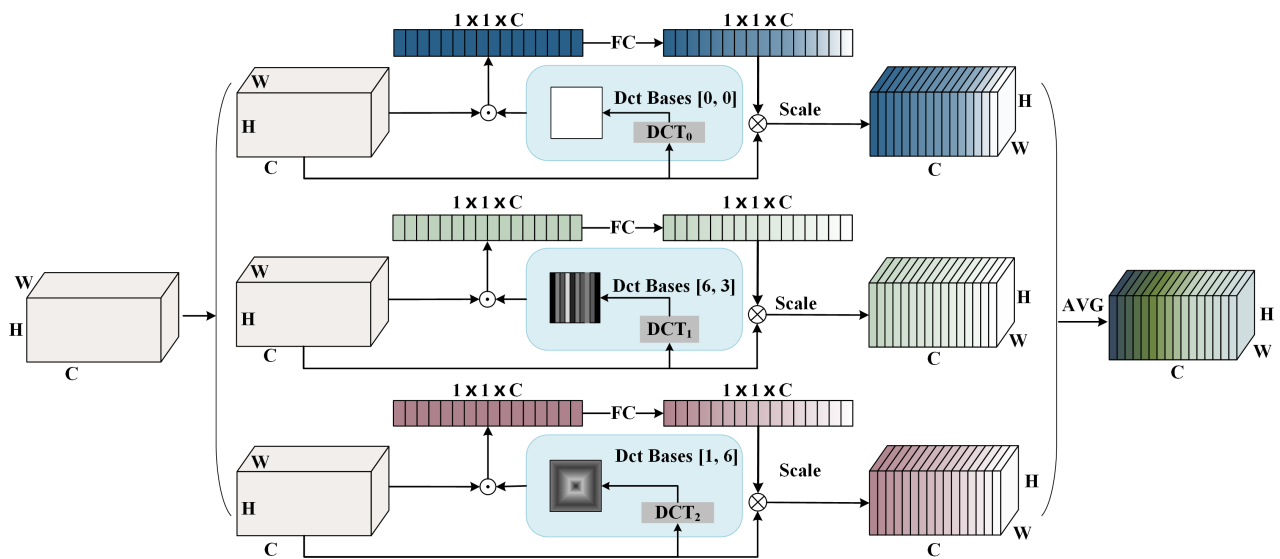 W
H
C
W
H
C
1 x 1 x C
FC
1 x 1 x C
Dct Bases [0, 0]
DCT₀
Scale
H
W
C
W
H
C
1 x 1 x C
FC
1 x 1 x C
Dct Bases [6, 3]
DCT₁
Scale
H
W
C
W
H
C
1 x 1 x C
FC
1 x 1 x C
Dct Bases [1, 6]
DCT₂
Scale
H
W
C
AVG
H
W
C